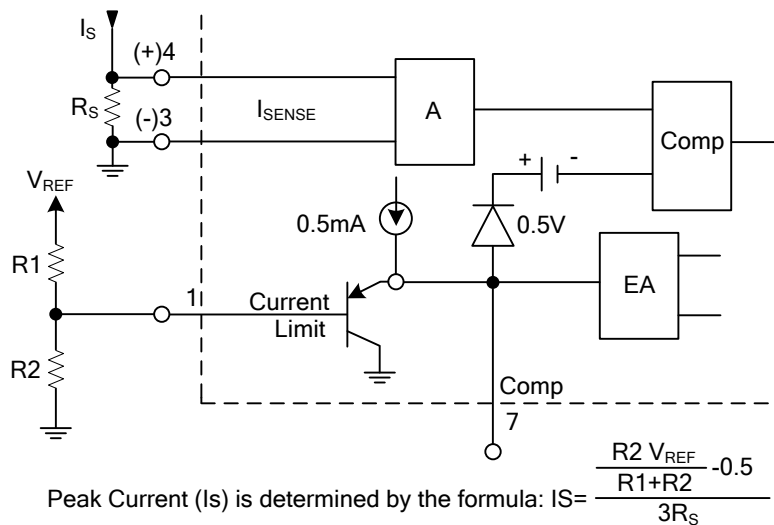 I_S
(+)4
R_S
(-)3
I_SENSE
A
Comp
+ -
V_REF
0.5mA
0.5V
R1
EA
1
Current
Limit
R2
Comp
7
Peak Current (Is) is determined by the formula: IS= (R2 V_REF / R1+R2 -0.5) / 3R_S